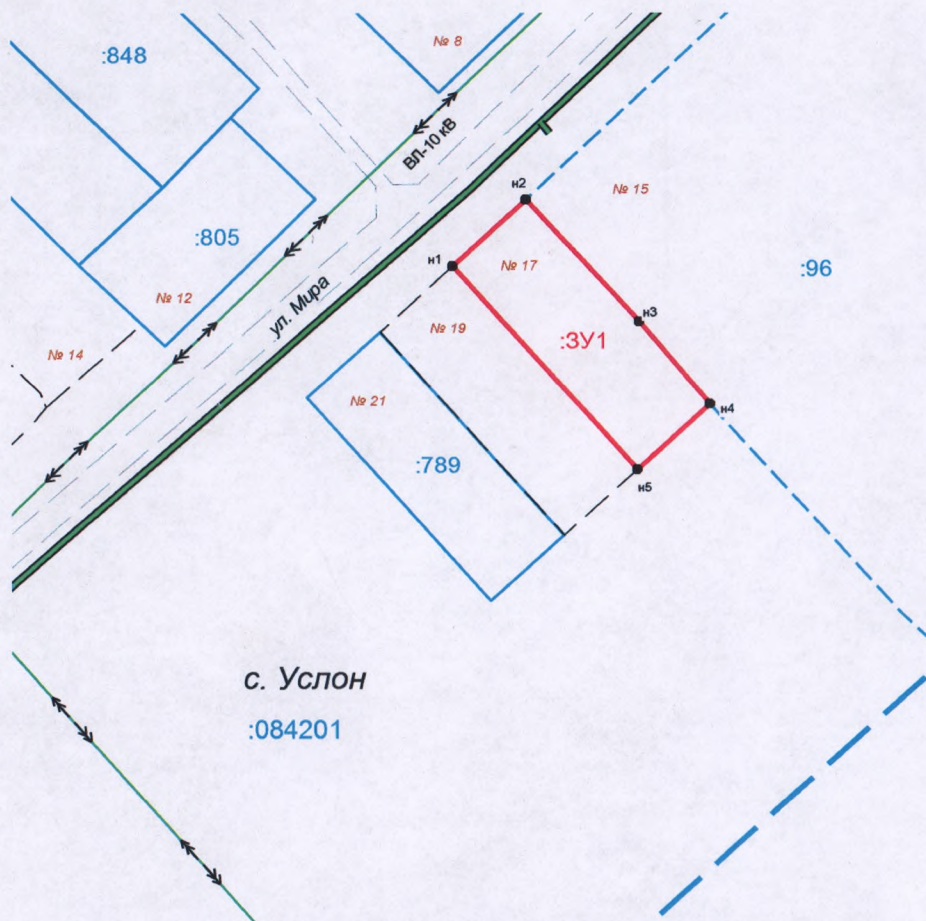 № 8
:848
ВЛ-10 кв
н2
№ 15
:805
н1
№ 17
:96
№ 12
ул. Мира
№ 19
н3
:ЗУ1
№ 14
№ 21
н4
:789
н5
с. Услон
:084201